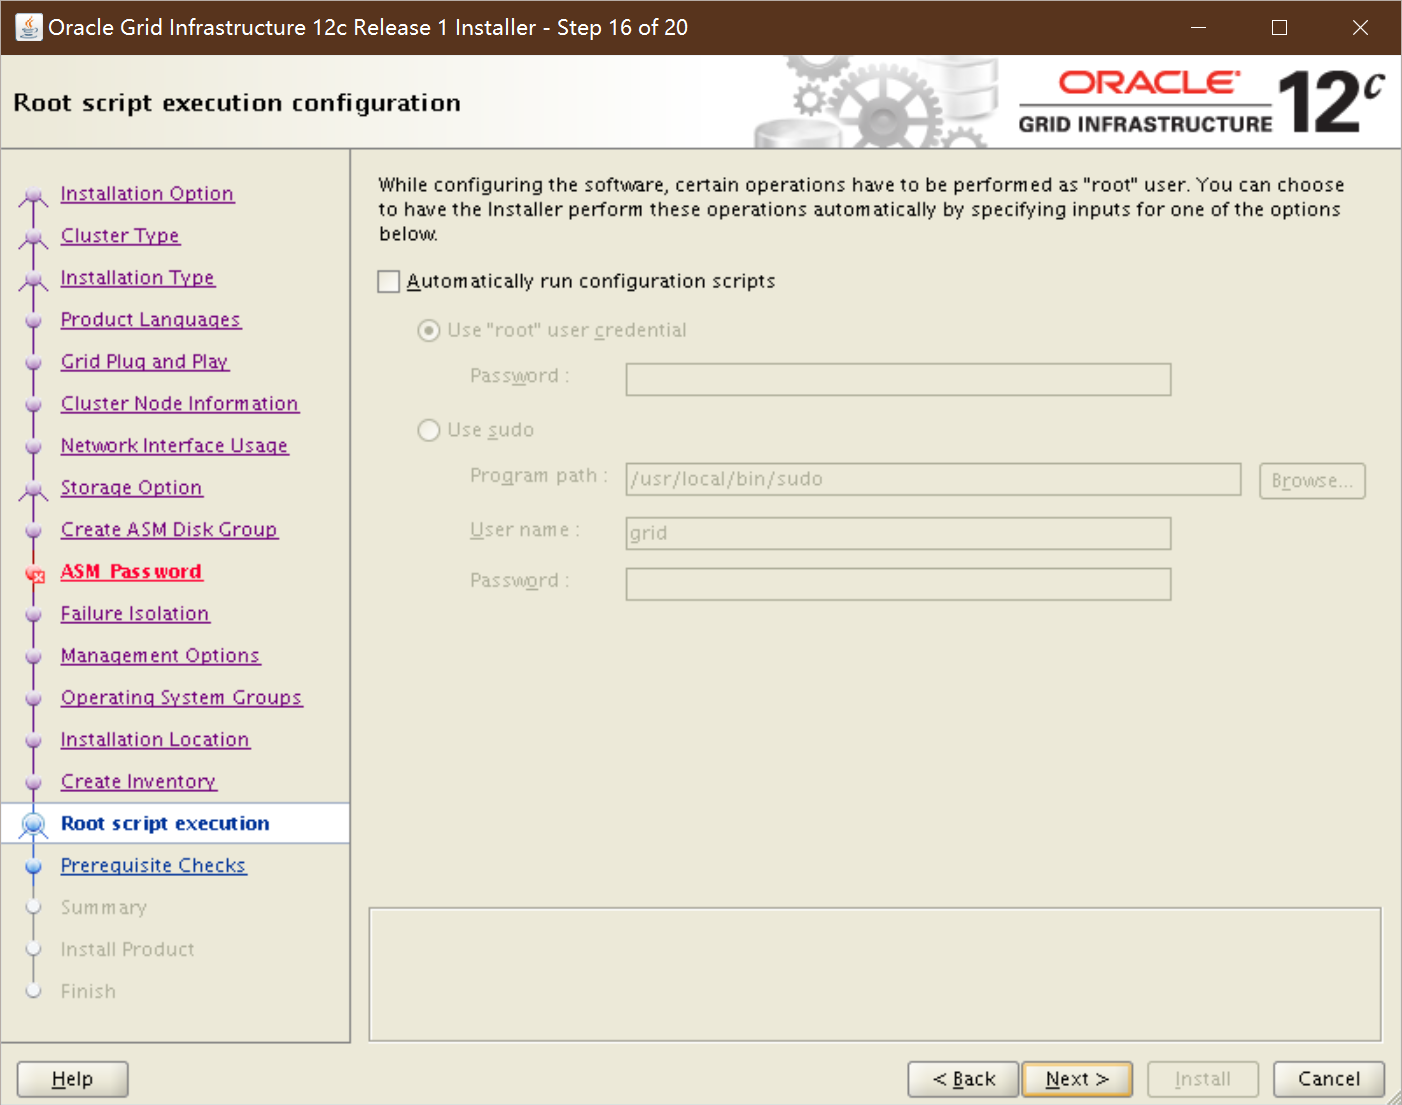 Oracle Grid Infrastructure 12c Release 1 Installer - Step 16 of 20
Root script execution configuration
ORACLE
GRID INFRASTRUCTURE
12c
Installation Option
Cluster Type
Installation Type
Product Languages
Grid Plug and Play
Cluster Node Information
Network Interface Usage
Storage Option
Create ASM Disk Group
ASM Password
Failure Isolation
Management Options
Operating System Groups
Installation Location
Create Inventory
Root script execution
Prerequisite Checks
Summary
Install Product
Finish
While configuring the software, certain operations have to be performed as "root" user. You can choose
to have the Installer perform these operations automatically by specifying inputs for one of the options
below.
Automatically run configuration scripts
Use "root" user credential
Password :
Use sudo
Program path : /usr/local/bin/sudo Browse...
User name : grid
Password :
Help
< Back
Next >
Install
Cancel